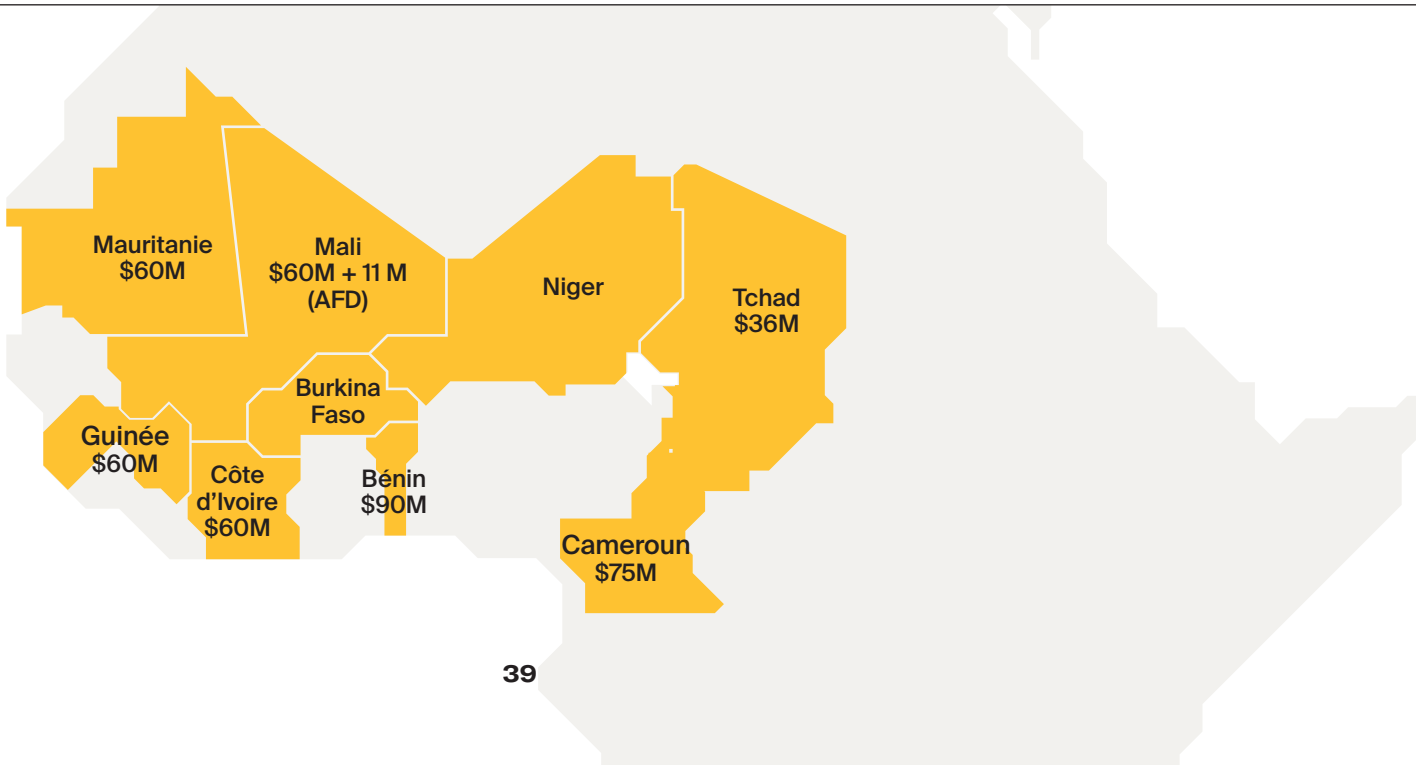 Mauritanie
$60M
Mali
$60M + 11 M
(AFD)
Niger
Tchad
$36M
Burkina
Faso
Guinée
$60M
Côte
d’Ivoire
$60M
Bénin
$90M
Cameroun
$75M
39